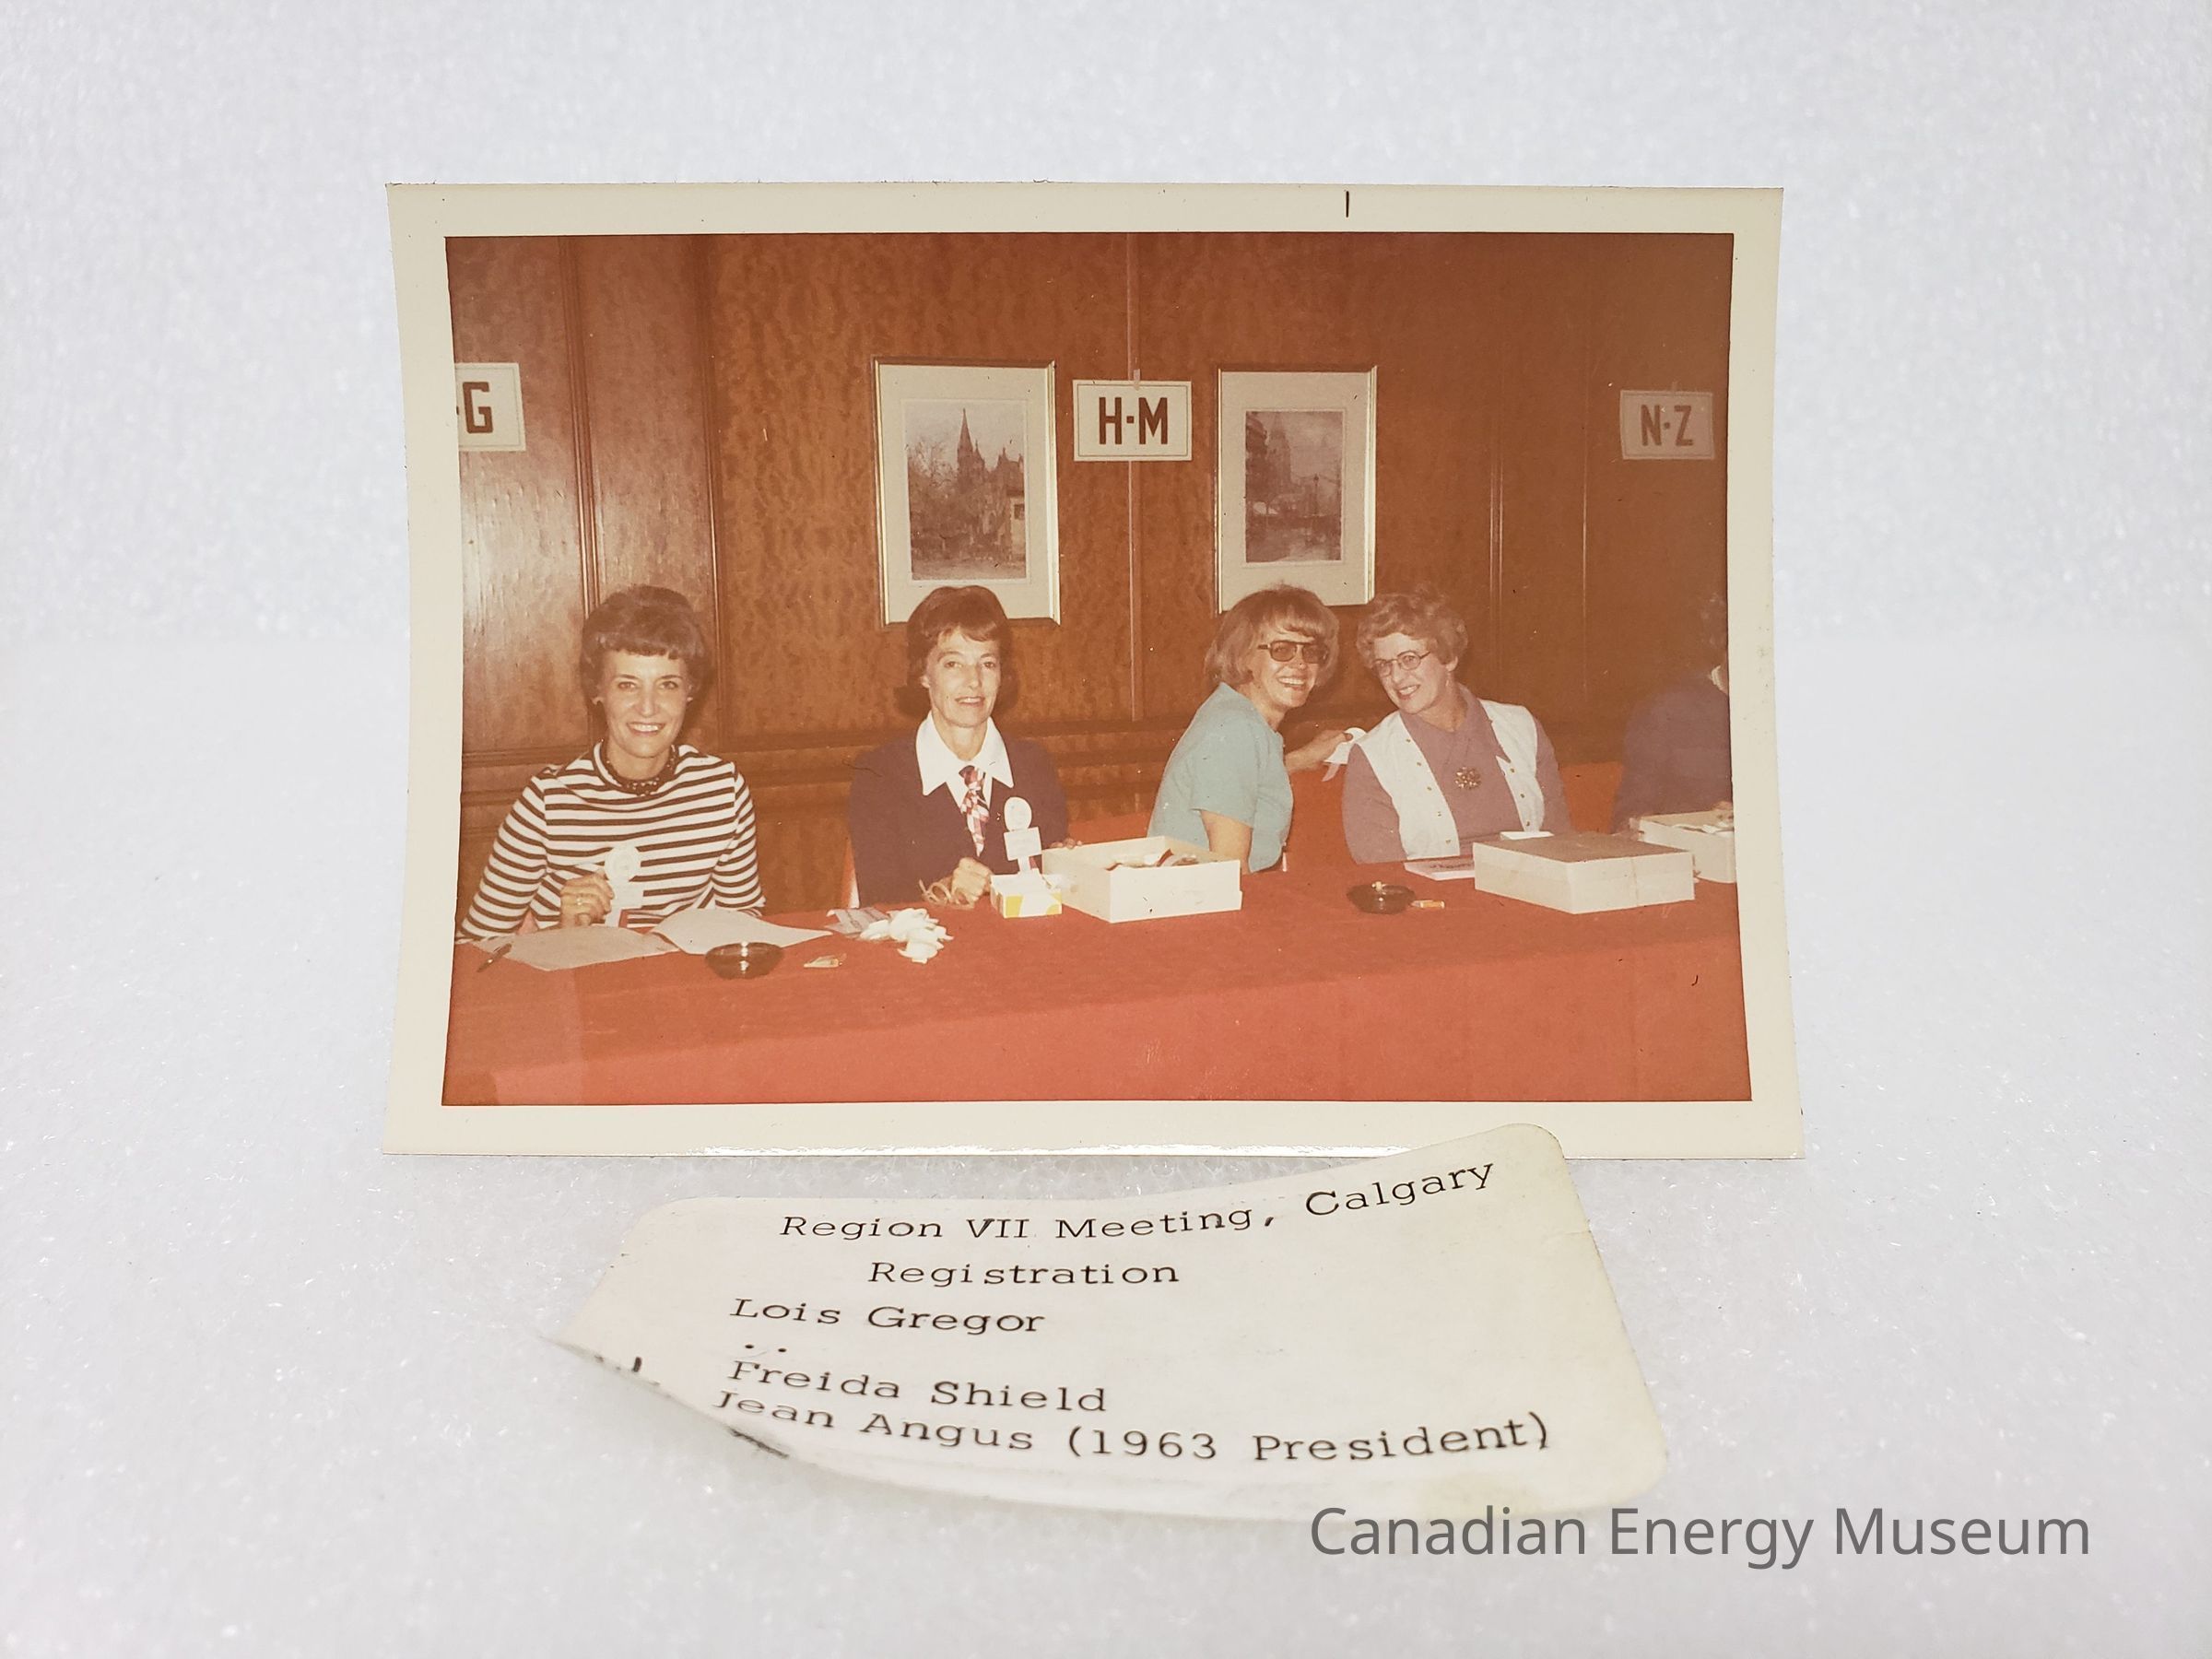 ·G
H·M
N·Z
Region VII Meeting, Calgary
Registration
Lois Gregor
..
Freida Shield
Jean Angus (1963 President)
Canadian Energy Museum